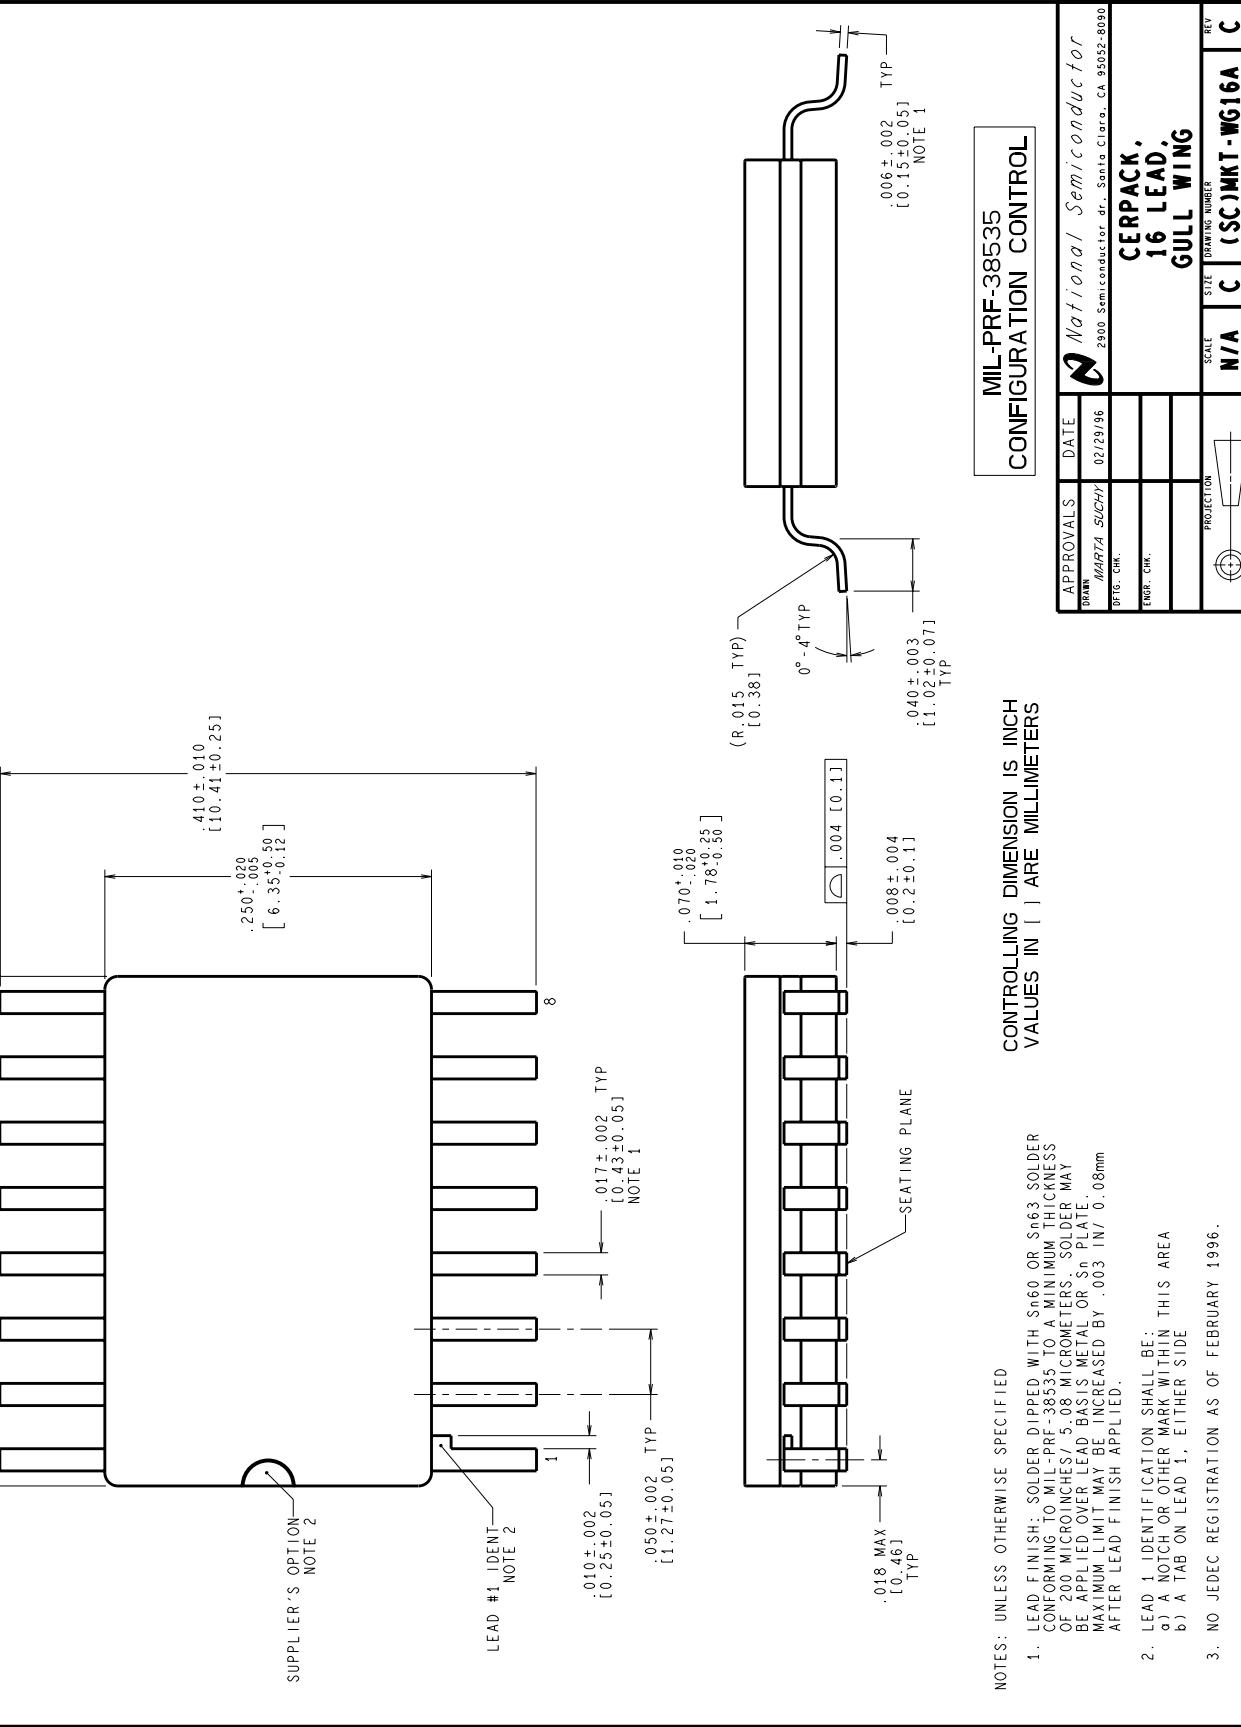 .410±.010
[10.41±0.25]
.250+.020 -.005
[ 6.35+0.50 -0.12 ]
8
1
.017±.002 TYP
[0.43±0.05]
NOTE 1
.050±.002 TYP
[1.27±0.05]
.010±.002
[0.25±0.05]
SUPPLIER'S OPTION
NOTE 2
LEAD #1 IDENT
NOTE 2
.070+.010 -.020
[ 1.78+0.25 -0.50 ]
.004 [0.1]
.008±.004
[0.2±0.1]
SEATING PLANE
.018 MAX
[0.46]
TYP
.006±.002 TYP
[0.15±0.05]
NOTE 1
(R.015 TYP)
[0.38]
0°-4° TYP
.040±.003
[1.02±0.07]
TYP
CONTROLLING DIMENSION IS INCH
VALUES IN [ ] ARE MILLIMETERS
NOTES: UNLESS OTHERWISE SPECIFIED
1. LEAD FINISH: SOLDER DIPPED WITH Sn60 OR Sn63 SOLDER
CONFORMING TO MIL-PRF-38535 TO A MINIMUM THICKNESS
OF 200 MICROINCHES/ 5.08 MICROMETERS. SOLDER MAY
BE APPLIED OVER LEAD BASIS METAL OR Sn PLATE.
MAXIMUM LIMIT MAY BE INCREASED BY .003 IN/ 0.08mm
AFTER LEAD FINISH APPLIED.
2. LEAD 1 IDENTIFICATION SHALL BE:
a) A NOTCH OR OTHER MARK WITHIN THIS AREA
b) A TAB ON LEAD 1, EITHER SIDE
3. NO JEDEC REGISTRATION AS OF FEBRUARY 1996.
MIL-PRF-38535
CONFIGURATION CONTROL
APPROVALS DATE
DRAWN MARTA SUCHY 02/29/96
DFTG. CHK.
ENGR. CHK.
PROJECTION
National Semiconductor
2900 Semiconductor dr. Santa Clara, CA 95052-8090
CERPACK,
16 LEAD,
GULL WING
SCALE SIZE DRAWING NUMBER REV
N/A C (SC)MKT-WG16A C